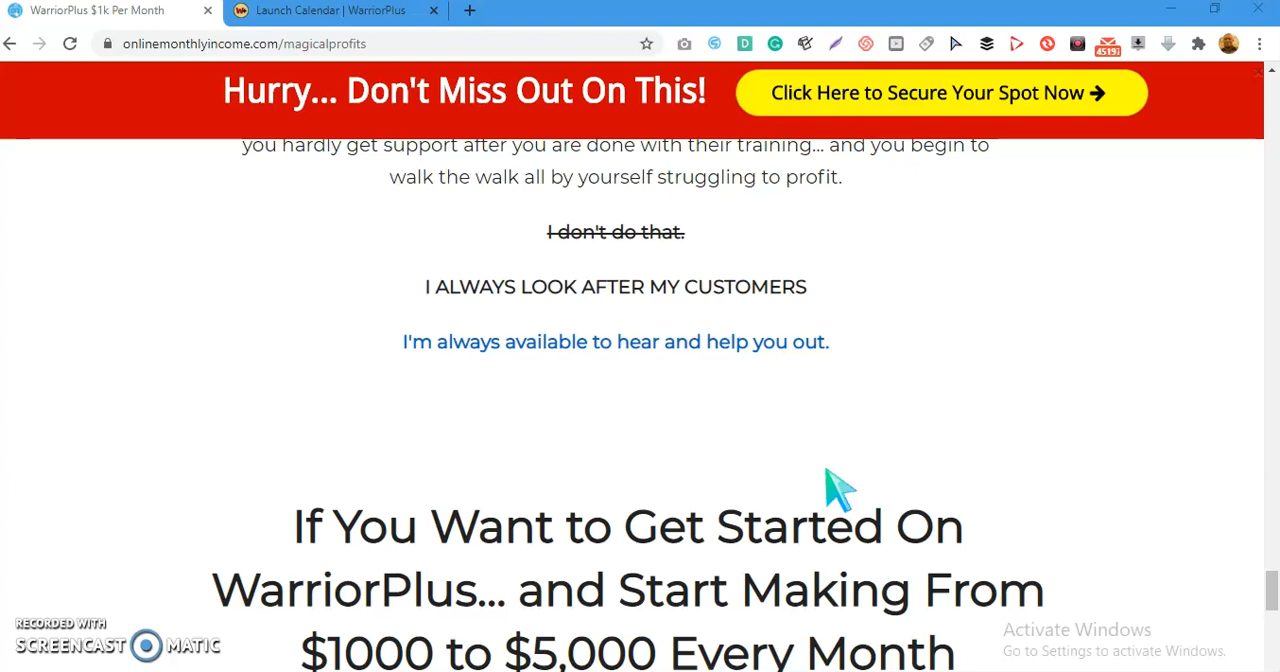 WarriorPlus $1k Per Month
Launch Calendar | WarriorPlus
onlinemonthlyincome.com/magicalprofits
45197
Hurry... Don't Miss Out On This!
Click Here to Secure Your Spot Now
you hardly get support after you are done with their training... and you begin to
walk the walk all by yourself struggling to profit.
I don't do that.
I ALWAYS LOOK AFTER MY CUSTOMERS
I'm always available to hear and help you out.
If You Want to Get Started On
WarriorPlus... and Start Making From
$1000 to $5,000 Every Month
RECORDED WITH
SCREENCAST MATIC
Activate Windows
Go to Settings to activate Windows.